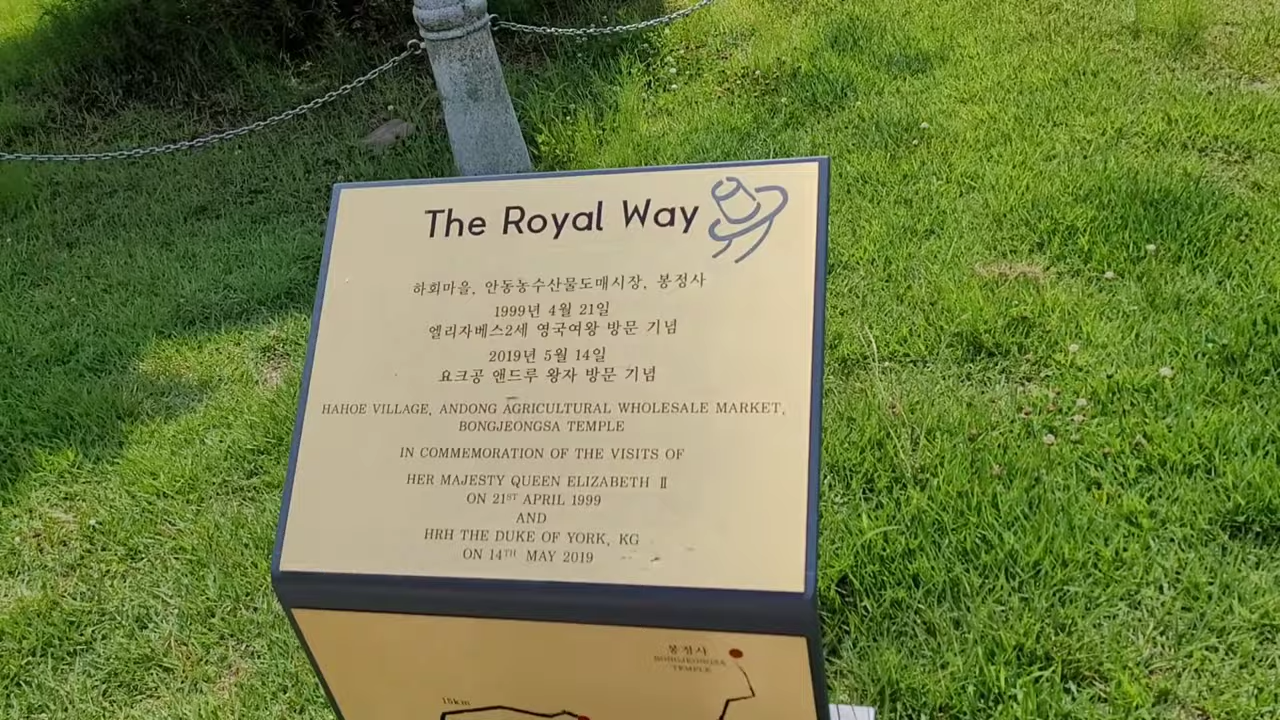 The Royal Way
하회마을, 안동농수산물도매시장, 봉정사
1999년 4월 21일
엘리자베스2세 영국여왕 방문 기념
2019년 5월 14일
요크공 앤드루 왕자 방문 기념
HAHOE VILLAGE, ANDONG AGRICULTURAL WHOLESALE MARKET,
BONGJEONGSA TEMPLE
IN COMMEMORATION OF THE VISITS OF
HER MAJESTY QUEEN ELIZABETH Ⅱ
ON 21ST APRIL 1999
AND
HRH THE DUKE OF YORK, KG
ON 14TH MAY 2019
봉정사
BONGJEONGSA
TEMPLE
15km